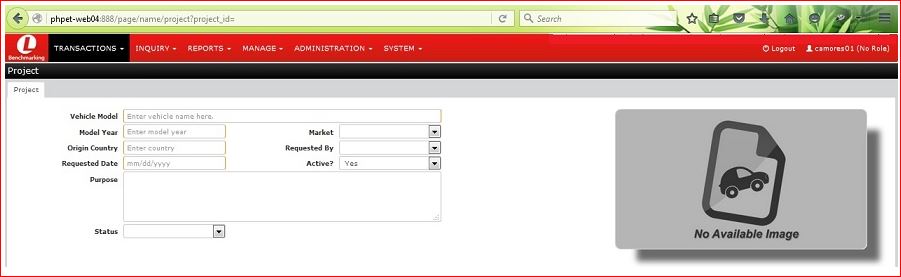 phpet-web04:888/page/name/project?project_id=
Search
L
Benchmarking
TRANSACTIONS INQUIRY REPORTS MANAGE ADMINISTRATION SYSTEM
Logout camores01 (No Role)
Project
Project
Vehicle Model Enter vehicle name here.
Model Year Enter model year Market
Origin Country Enter country Requested By
Requested Date mm/dd/yyyy Active? Yes
Purpose
Status
No Available Image